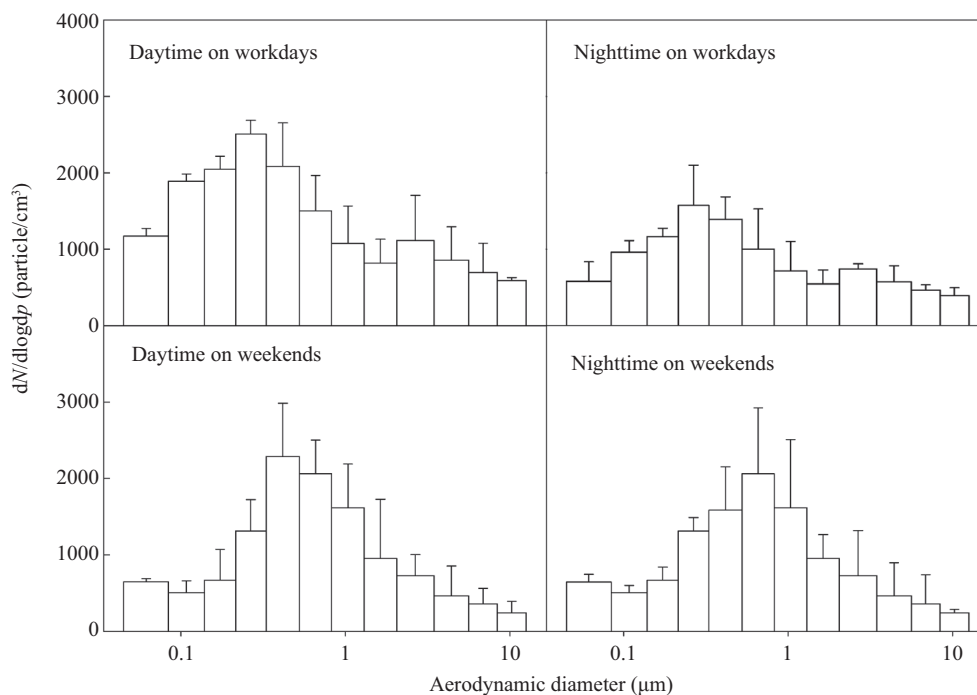 4000
Daytime on workdays
Nighttime on workdays
3000
2000
1000
0
dN/dlogdp (particle/cm³)
Daytime on weekends
Nighttime on weekends
3000
2000
1000
0
0.1 1 10 0.1 1 10
Aerodynamic diameter (μm)